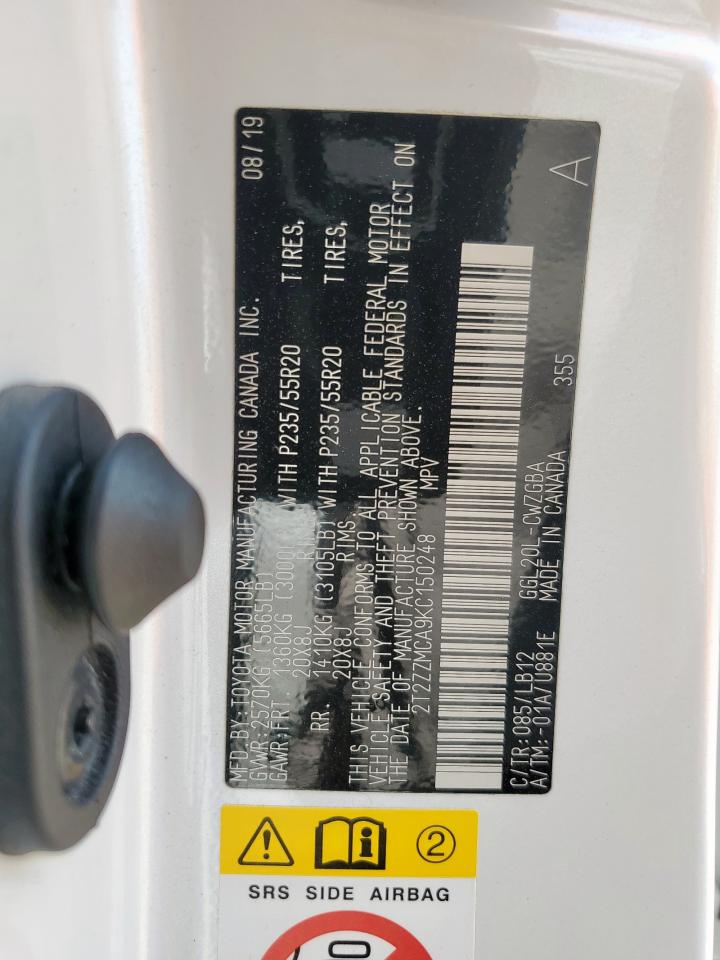 MFD.BY:TOYOTA MOTOR MANUFACTURING CANADA INC. 08/19
GVWR:2570KG (5665LB)
GAWR:FRT. 1360KG (3000LB) WITH P235/55R20 TIRES,
20X8J RIMS,
RR. 1410KG (3105LB) WITH P235/55R20 TIRES,
20X8J RIMS.
THIS VEHICLE CONFORMS TO ALL APPLICABLE FEDERAL MOTOR
VEHICLE SAFETY AND THEFT PREVENTION STANDARDS IN EFFECT ON
THE DATE OF MANUFACTURE SHOWN ABOVE.
2T2ZZMCA9KC150248 MPV
A
C/TR:085/LB12 GGL20L-CWZGBA 355
A/TM:-01A/U881E MADE IN CANADA
2
SRS SIDE AIRBAG